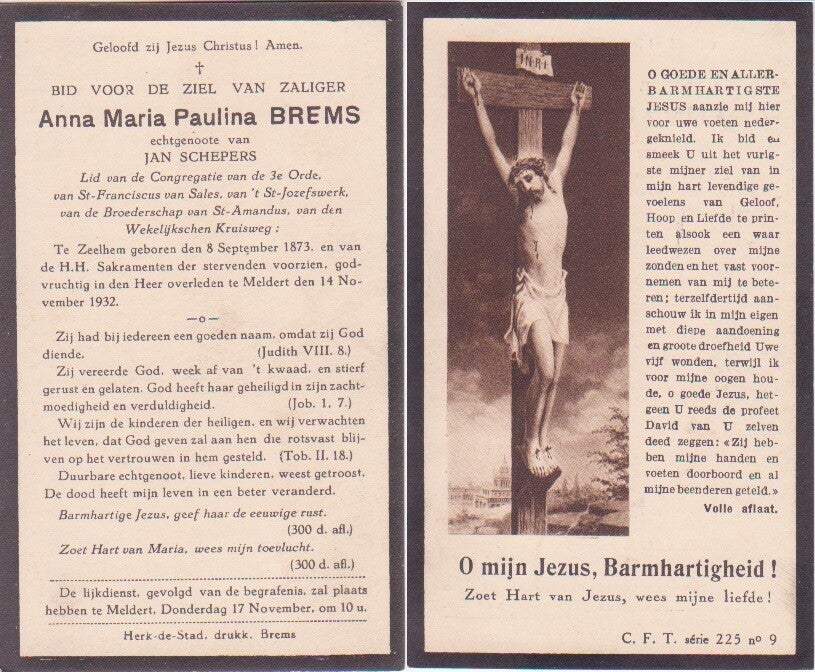 Geloofd zij Jezus Christus! Amen.
†
BID VOOR DE ZIEL VAN ZALIGER
Anna Maria Paulina BREMS
echtgenoote van
JAN SCHEPERS
Lid van de Congregatie van de 3e Orde,
van St-Franciscus van Sales, van 't St-Jozefswerk,
van de Broederschap van St-Amandus, van den
Wekelijkschen Kruisweg ;
Te Zeelhem geboren den 8 September 1873. en van
de H.H. Sakramenten der stervenden voorzien, god-
vruchtig in den Heer overleden te Meldert den 14 No-
vember 1932.
—o—
Zij had bij iedereen een goeden naam, omdat zij God
diende. (Judith VIII. 8.)
Zij vereerde God, week af van 't kwaad, en stierf
gerust en gelaten. God heeft haar geheiligd in zijn zacht-
moedigheid en verduldigheid. (Job. 1, 7.)
Wij zijn de kinderen der heiligen, en wij verwachten
het leven, dat God geven zal aan hen die rotsvast blij-
ven op het vertrouwen in hem gesteld. (Tob. II. 18.)
Duurbare echtgenoot, lieve kinderen, weest getroost.
De dood heeft mijn leven in een beter veranderd.
Barmhartige Jezus, geef haar de eeuwige rust.
(300 d. afl.)
Zoet Hart van Maria, wees mijn toevlucht.
(300 d. afl.)
De lijkdienst, gevolgd van de begrafenis, zal plaats
hebben te Meldert, Donderdag 17 November, om 10 u.
Herk-de-Stad, drukk. Brems
INRI
O GOEDE EN ALLER-
BARMHARTIGSTE
JESUS aanzie mij hier
voor uwe voeten neder-
geknield. Ik bid en
smeek U uit het vurig-
ste mijner ziel van in
mijn hart levendige ge-
voelens van Geloof,
Hoop en Liefde te prin-
ten alsook een waar
leedwezen over mijne
zonden en het vast voor-
nemen van mij te bete-
ren; terzelfdertijd aan-
schouw ik in mijn eigen
met diepe aandoening
en groote droefheid Uwe
vijf wonden, terwijl ik
voor mijne oogen hou-
de, o goede Jezus, het-
geen U reeds de profeet
David van U zelven
deed zeggen: «Zij heb-
ben mijne handen en
voeten doorboord en al
mijne beenderen geteld.»
Volle aflaat.
O mijn Jezus, Barmhartigheid !
Zoet Hart van Jezus, wees mijne liefde !
C. F. T. série 225 nº 9